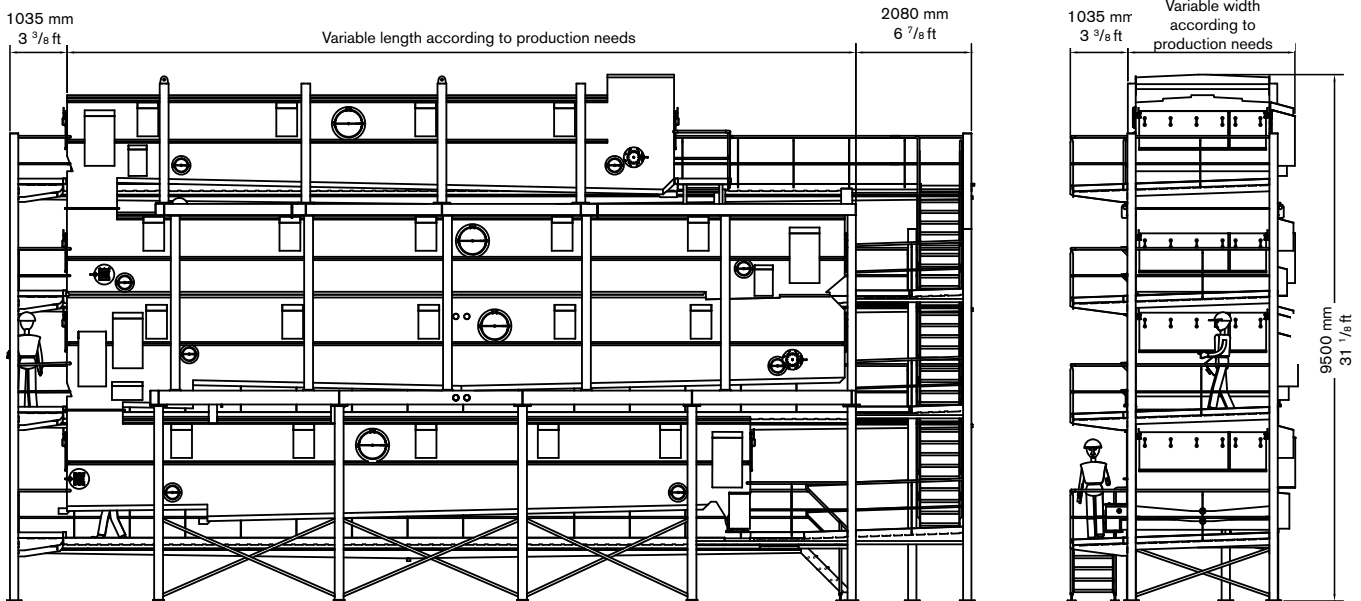 1035 mm
3 3/8 ft
Variable length according to production needs
2080 mm
6 7/8 ft
1035 mm
3 3/8 ft
Variable width
according to
production needs
9500 mm
31 1/8 ft